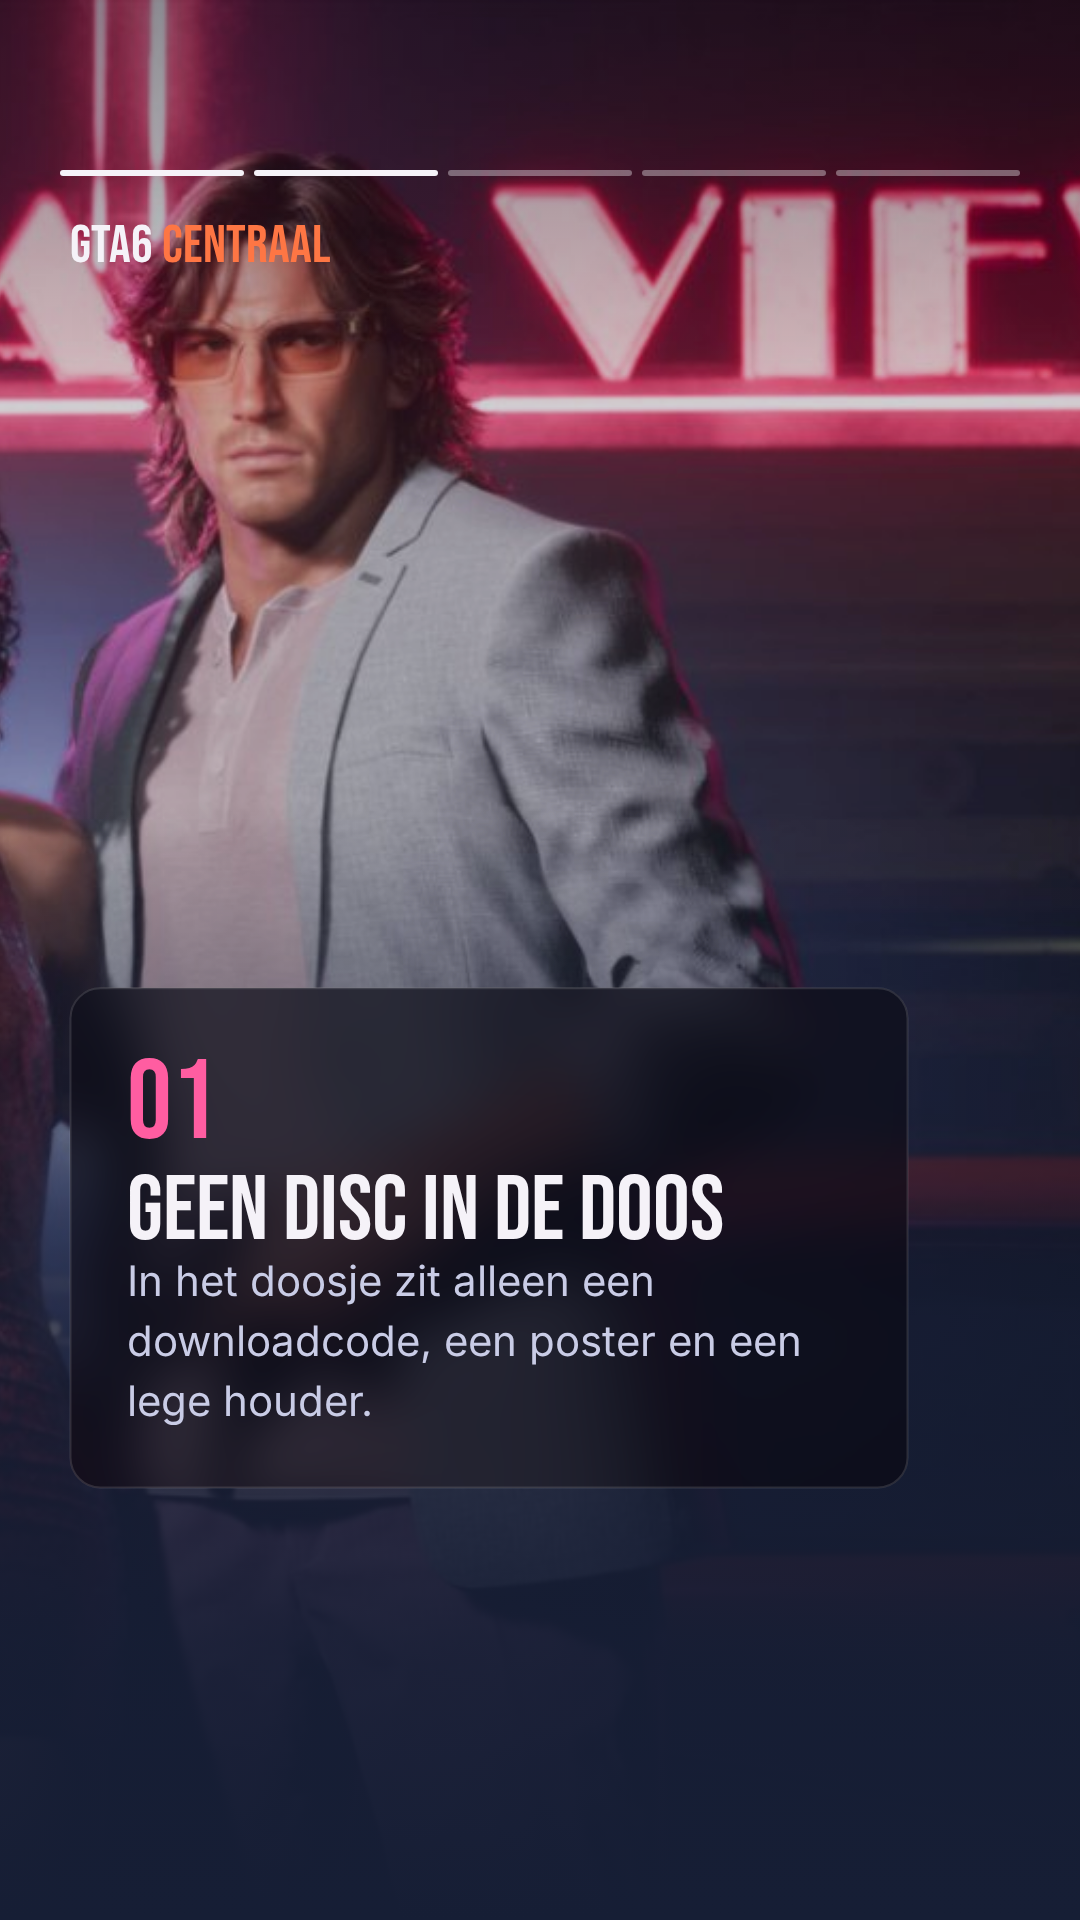 GTA6 CENTRAAL
VIE
01
GEEN DISC IN DE DOOS
In het doosje zit alleen een
downloadcode, een poster en een
lege houder.